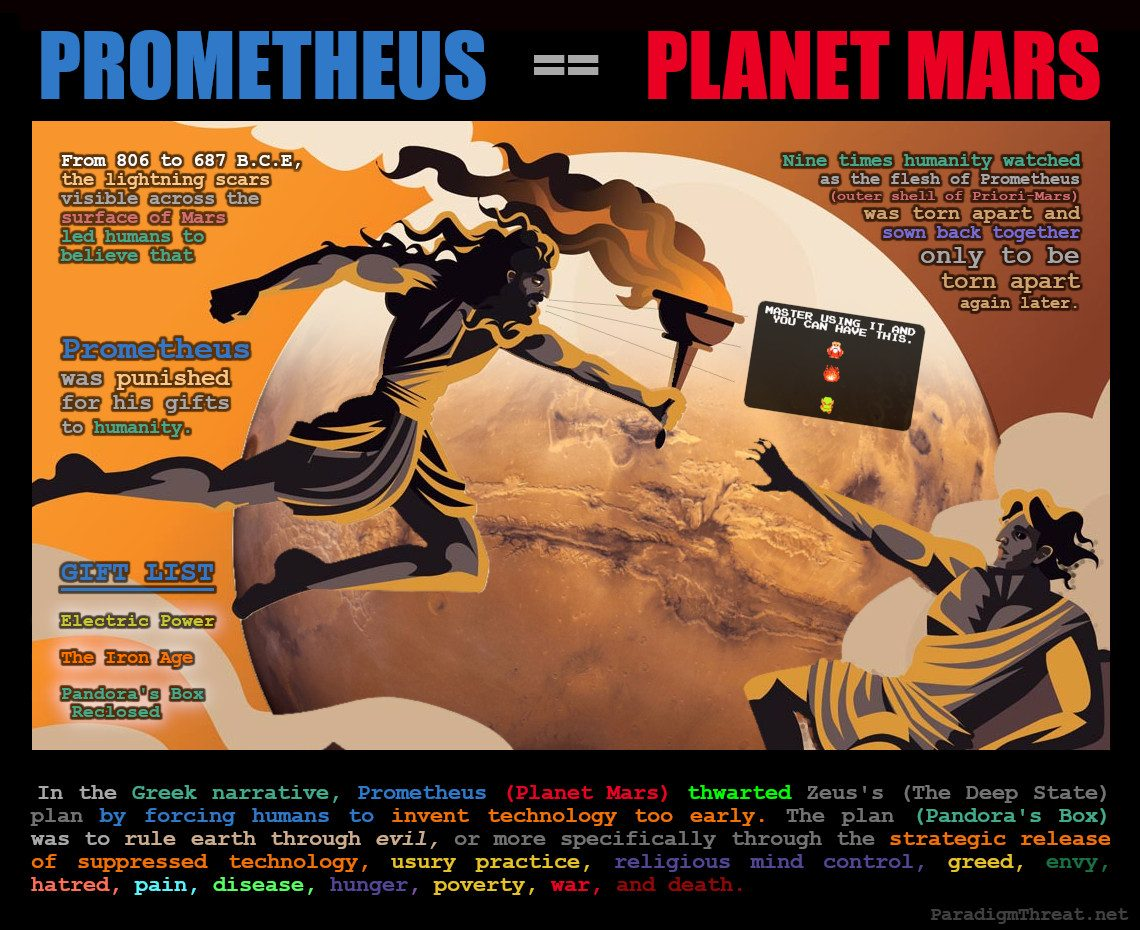 PROMETHEUS == PLANET MARS
From 806 to 687 B.C.E,
the lightning scars
visible across the
surface of Mars
led humans to
believe that
Prometheus
was punished
for his gifts
to humanity.
Nine times humanity watched
as the flesh of Prometheus
(outer shell of Priori-Mars)
was torn apart and
sown back together
only to be
torn apart
again later.
MASTER USING IT AND
YOU CAN HAVE THIS.
GIFT LIST
Electric Power
The Iron Age
Pandora's Box
Reclosed
In the Greek narrative, Prometheus (Planet Mars) thwarted Zeus's (The Deep State)
plan by forcing humans to invent technology too early. The plan (Pandora's Box)
was to rule earth through evil, or more specifically through the strategic release
of suppressed technology, usury practice, religious mind control, greed, envy,
hatred, pain, disease, hunger, poverty, war, and death.
ParadigmThreat.net